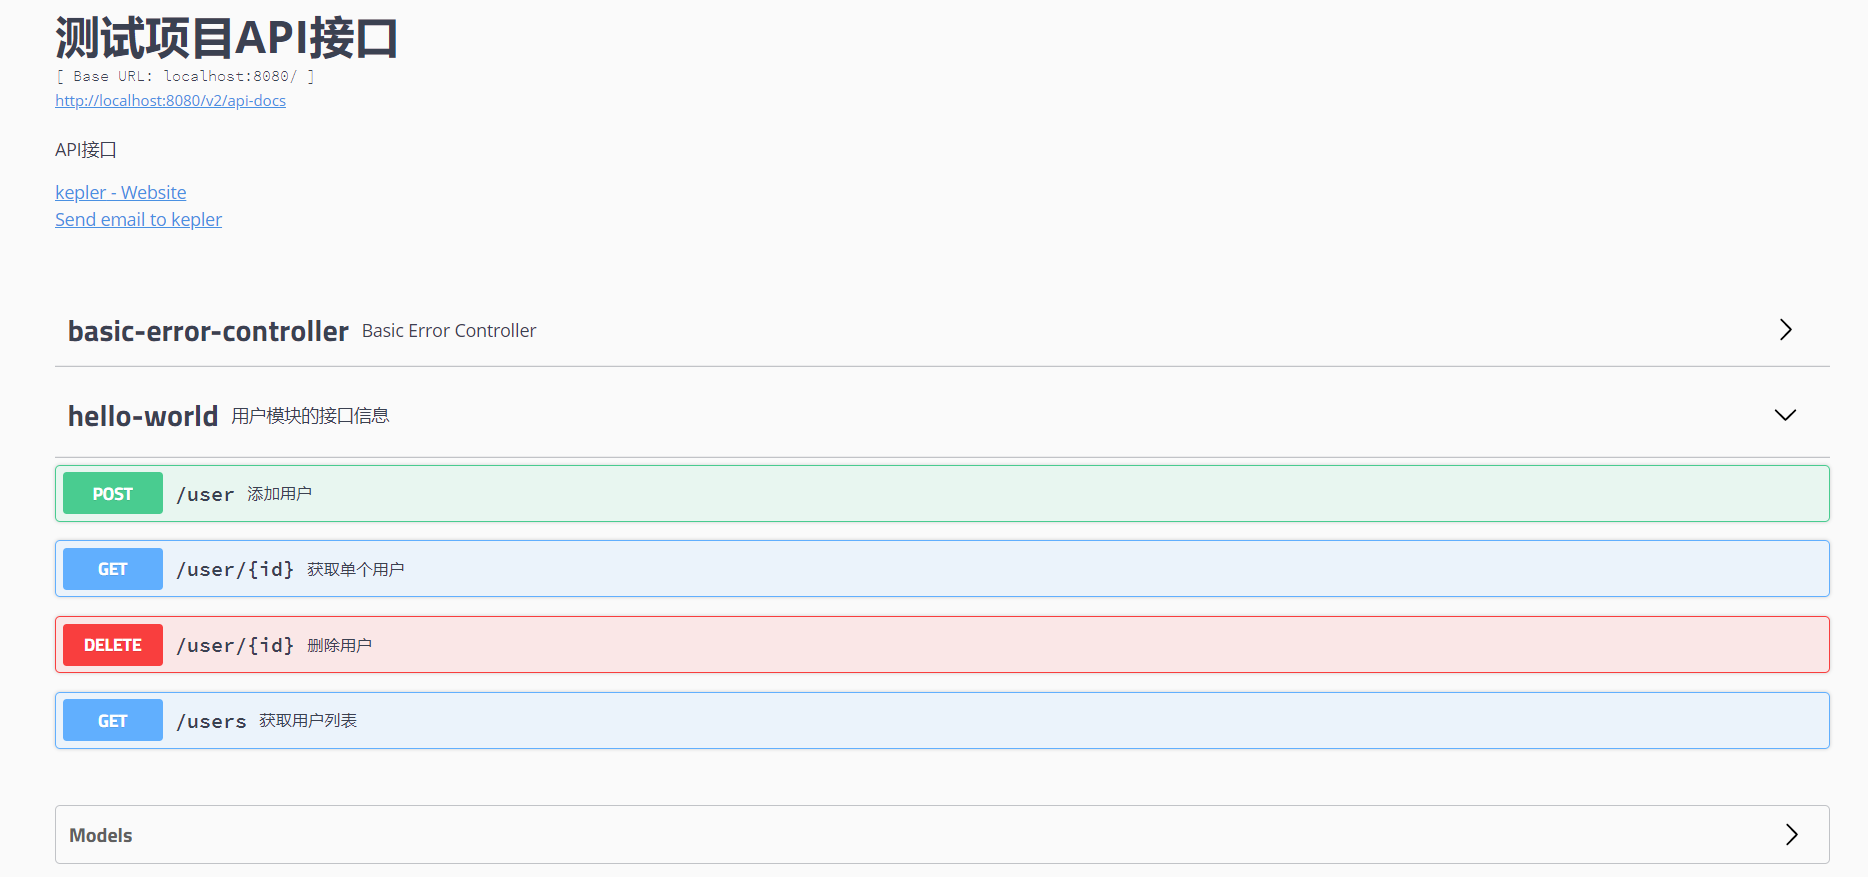 测试项目API接口
[ Base URL: localhost:8080/ ]
http://localhost:8080/v2/api-docs
API接口
kepler - Website
Send email to kepler
basic-error-controller Basic Error Controller
hello-world 用户模块的接口信息
POST /user 添加用户
GET /user/{id} 获取单个用户
DELETE /user/{id} 删除用户
GET /users 获取用户列表
Models